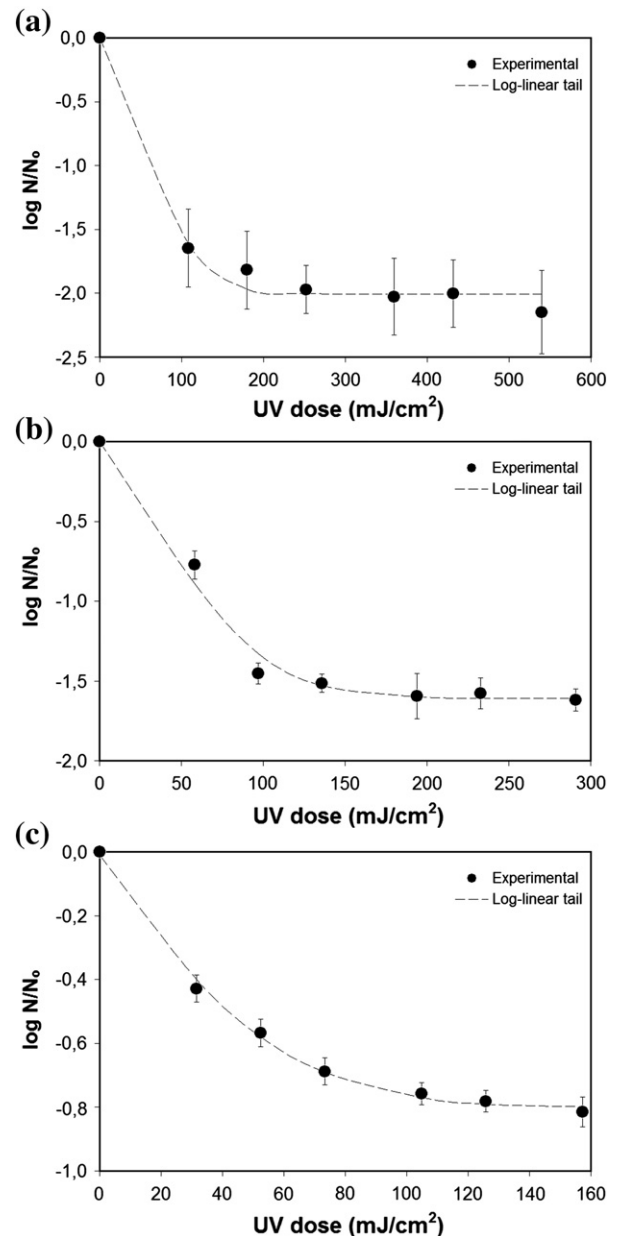 (a)
0,0
-0,5
-1,0
-1,5
-2,0
-2,5
log N/Nₒ
Experimental
Log-linear tail
0 100 200 300 400 500 600
UV dose (mJ/cm²)
(b)
0,0
-0,5
-1,0
-1,5
-2,0
log N/Nₒ
Experimental
Log-linear tail
0 50 100 150 200 250 300
UV dose (mJ/cm²)
(c)
0,0
-0,2
-0,4
-0,6
-0,8
-1,0
log N/Nₒ
Experimental
Log-linear tail
0 20 40 60 80 100 120 140 160
UV dose (mJ/cm²)